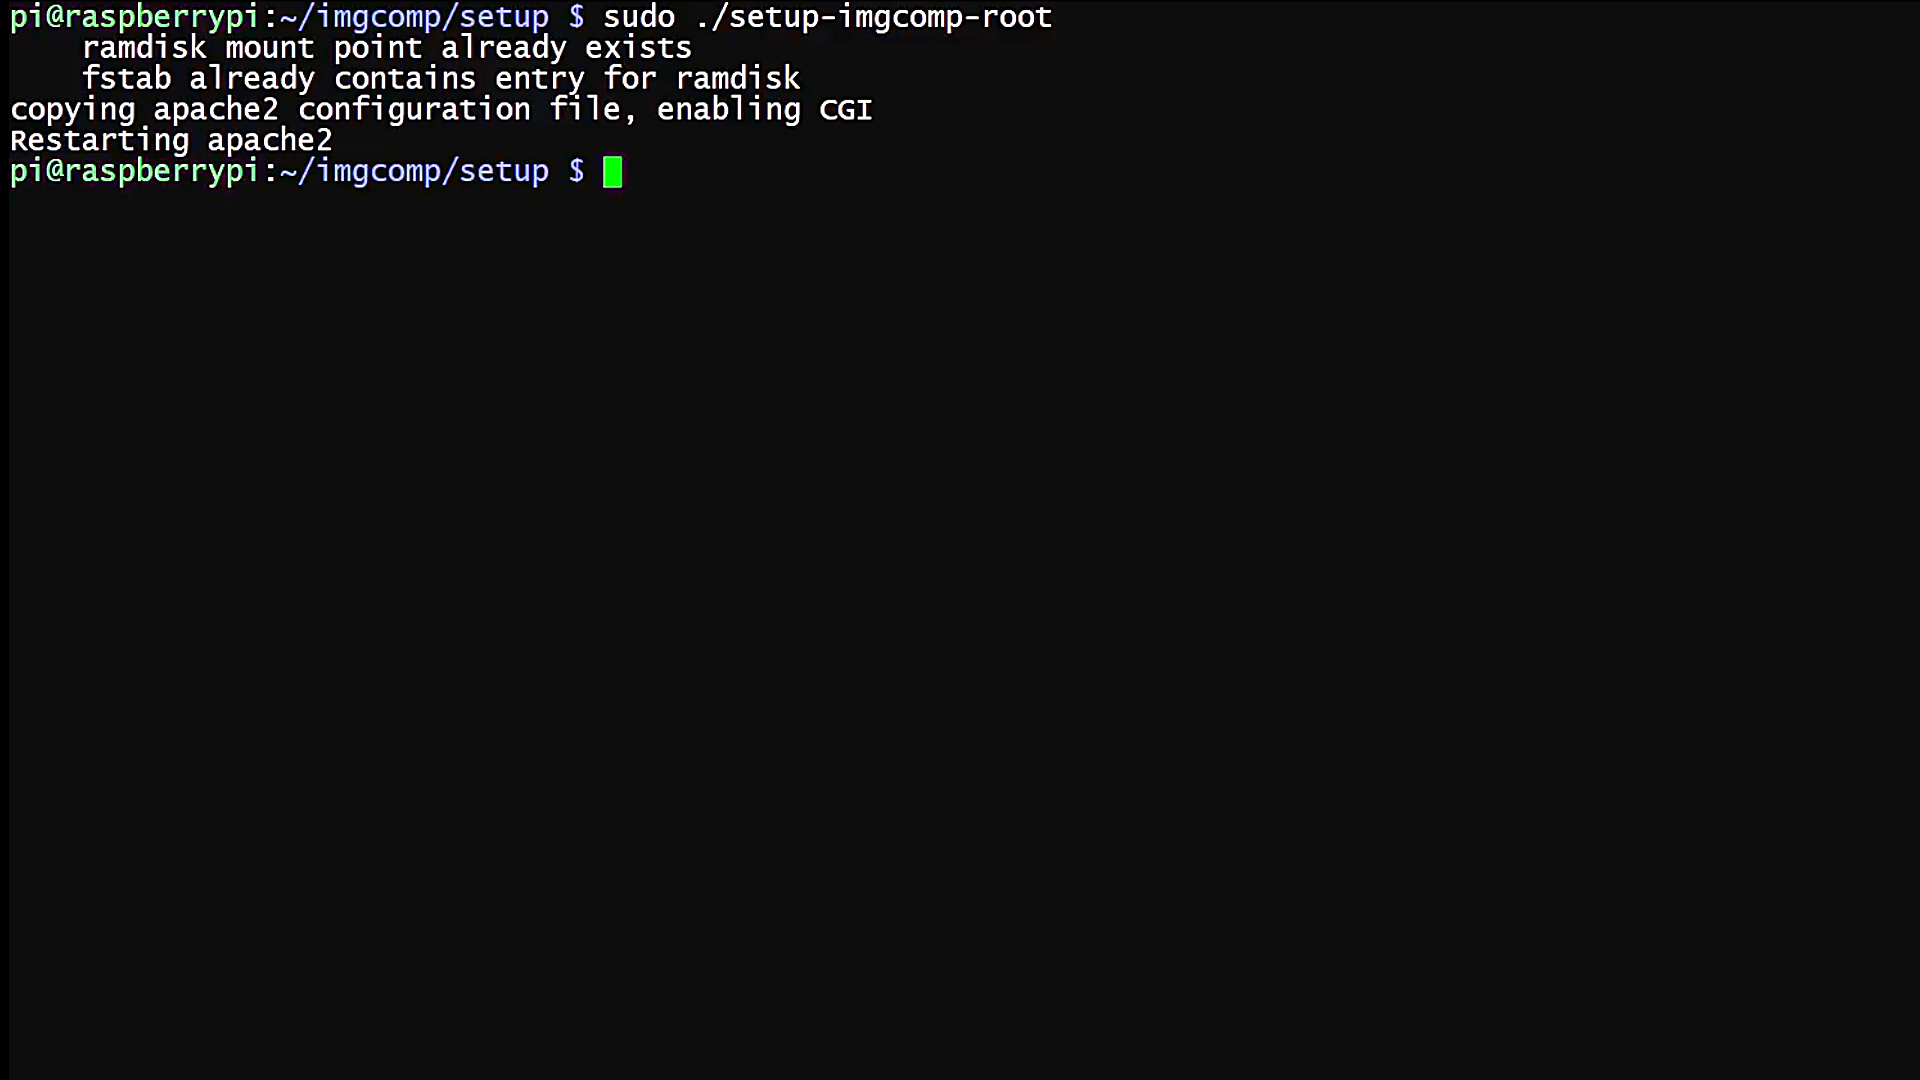 pi@raspberrypi:~/imgcomp/setup $ sudo ./setup-imgcomp-root
    ramdisk mount point already exists
    fstab already contains entry for ramdisk
copying apache2 configuration file, enabling CGI
Restarting apache2
pi@raspberrypi:~/imgcomp/setup $